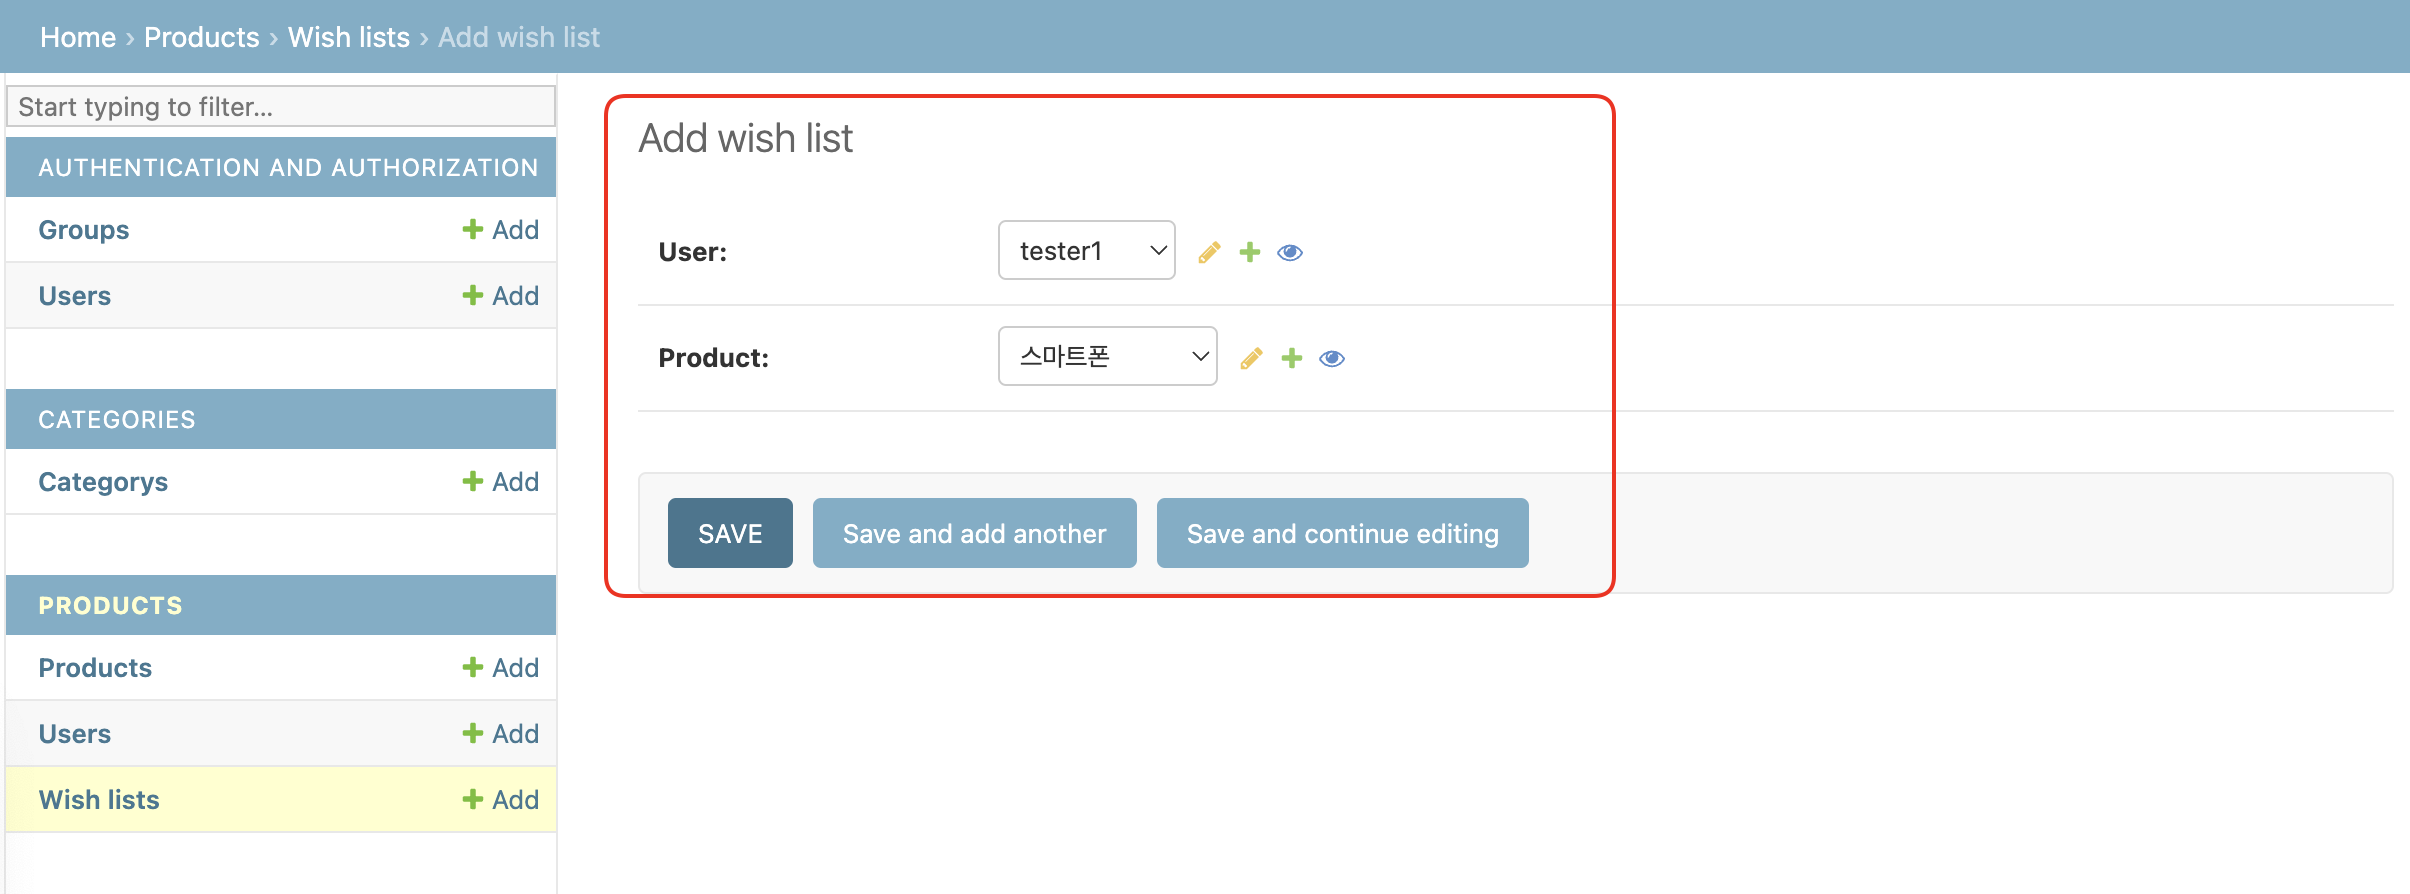 Home › Products › Wish lists › Add wish list
Start typing to filter...
AUTHENTICATION AND AUTHORIZATION
Groups Add
Users Add
CATEGORIES
Categorys Add
PRODUCTS
Products Add
Users Add
Wish lists Add
Add wish list
User: tester1
Product: 스마트폰
SAVE Save and add another Save and continue editing